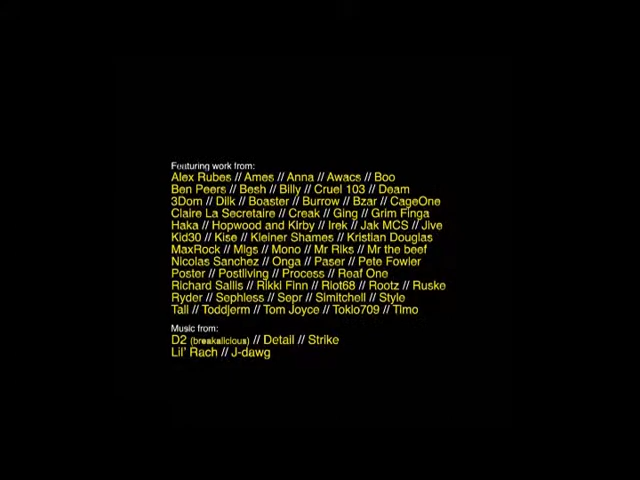 Featuring work from:
Alex Rubes // Ames // Anna // Awacs // Boo
Ben Peers // Besh // Billy // Cruel 103 // Deam
3Dom // Dilk // Boaster // Burrow // Bzar // CageOne
Claire La Secretaire // Creak // Ging // Grim Finga
Haka // Hopwood and Kirby // Irek // Jak MCS // Jive
Kid30 // Kise // Kleiner Shames // Kristian Douglas
MaxRock // Migs // Mono // Mr Riks // Mr the beef
Nicolas Sanchez // Onga // Paser // Pete Fowler
Poster // Postliving // Process // Reaf One
Richard Sallis // Rikki Finn // Riot68 // Rootz // Ruske
Ryder // Sephless // Sepr // Simitchell // Style
Tall // Toddjerm // Tom Joyce // Tokio709 // Timo
Music from:
D2 (breakalicious) // Detail // Strike
Lil' Rach // J-dawg